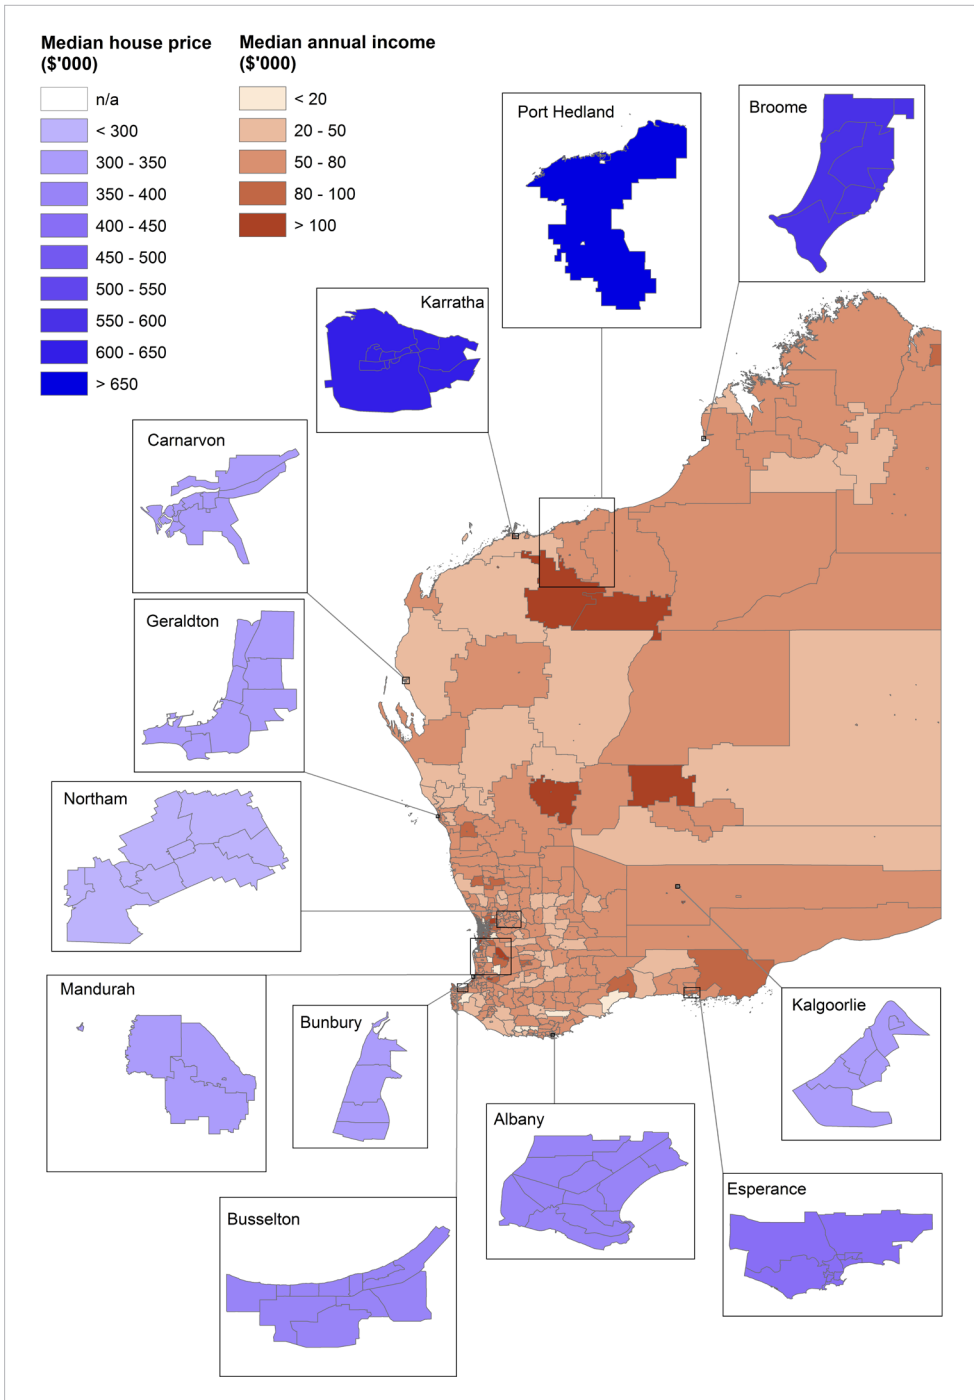 Median house price
($'000)
n/a
< 300
300 - 350
350 - 400
400 - 450
450 - 500
500 - 550
550 - 600
600 - 650
> 650
Median annual income
($'000)
< 20
20 - 50
50 - 80
80 - 100
> 100
Port Hedland
Broome
Karratha
Carnarvon
Geraldton
Northam
Mandurah
Bunbury
Kalgoorlie
Albany
Esperance
Busselton